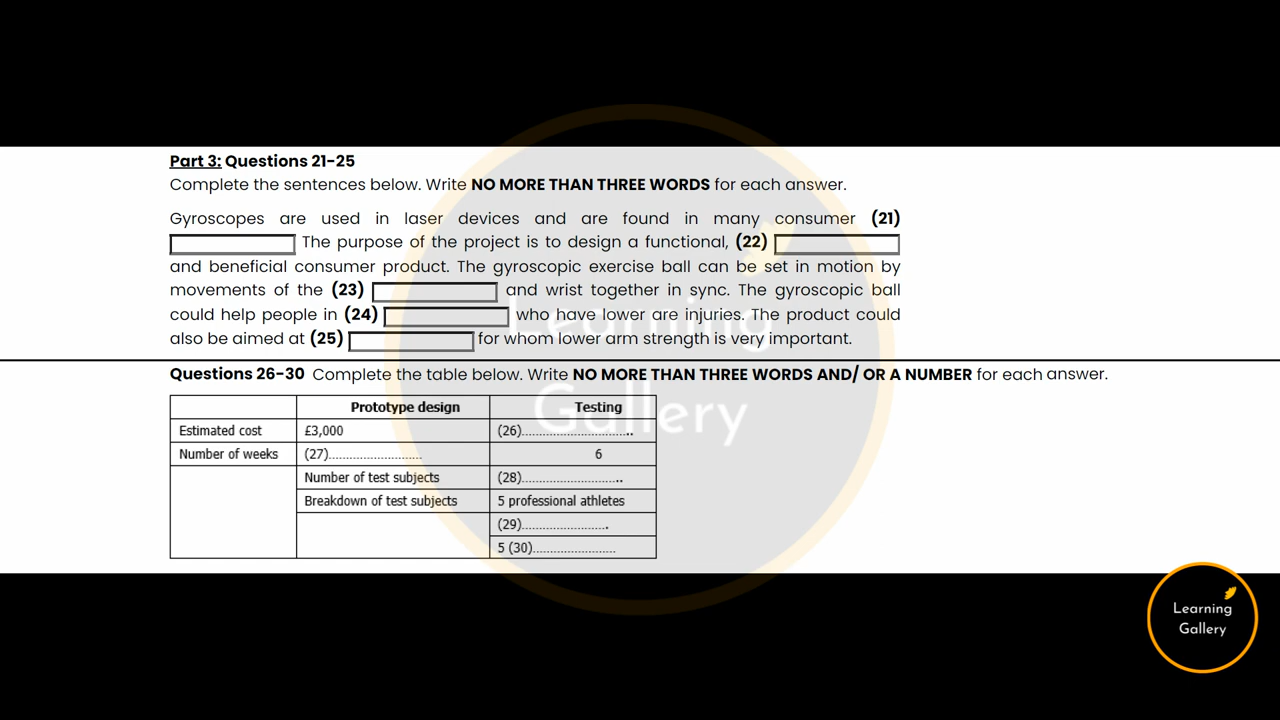 Part 3: Questions 21-25
Complete the sentences below. Write NO MORE THAN THREE WORDS for each answer.
Gyroscopes are used in laser devices and are found in many consumer (21)
The purpose of the project is to design a functional, (22)
and beneficial consumer product. The gyroscopic exercise ball can be set in motion by
movements of the (23) and wrist together in sync. The gyroscopic ball
could help people in (24) who have lower are injuries. The product could
also be aimed at (25) for whom lower arm strength is very important.
Questions 26-30 Complete the table below. Write NO MORE THAN THREE WORDS AND/ OR A NUMBER for each answer.
Prototype design Testing
Estimated cost £3,000 (26)................................
Number of weeks (27)........................... 6
Number of test subjects (28)..............................
Breakdown of test subjects 5 professional athletes
(29)..........................
5 (30)........................
Learning
Gallery
Learning
Gallery